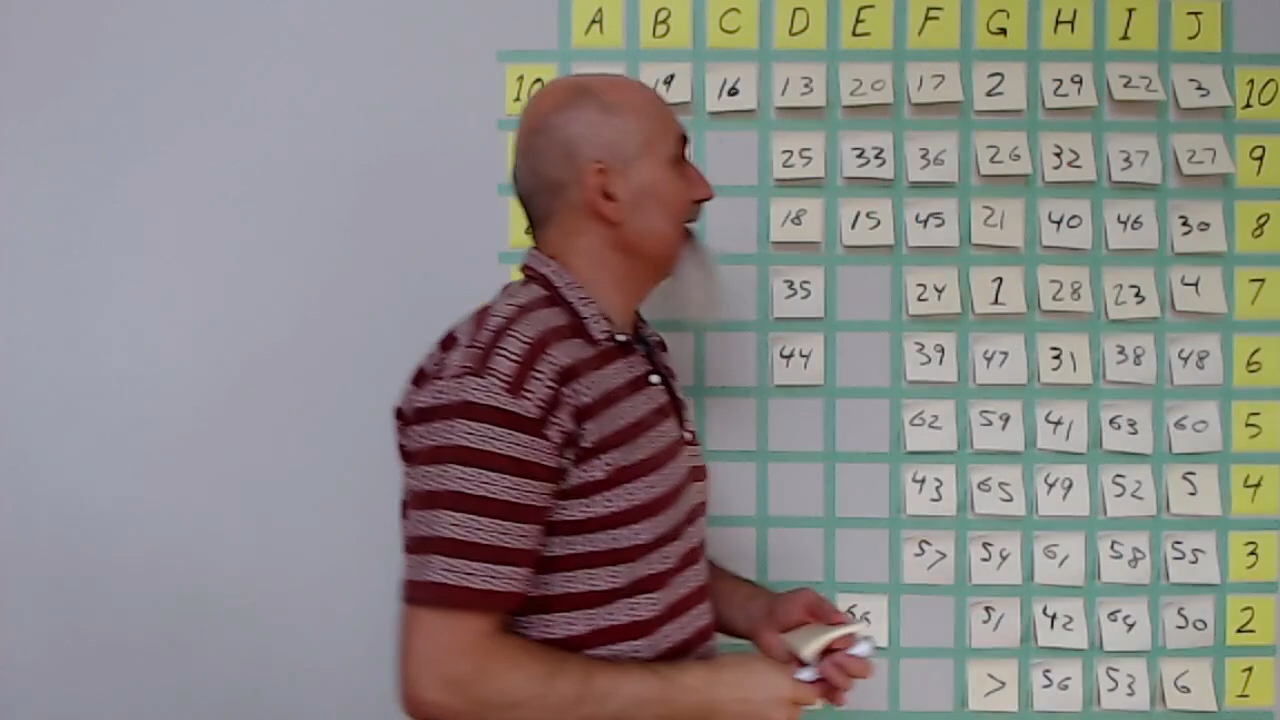 A B C D E F G H I J
10 19 16 13 20 17 2 29 22 3 10
25 33 36 26 32 37 27 9
18 15 45 21 40 46 30 8
35 24 1 28 23 4 7
44 39 47 31 38 48 6
62 59 41 63 60 5
43 65 49 52 5 4
57 54 61 58 55 3
66 51 42 64 50 2
7 56 53 6 1